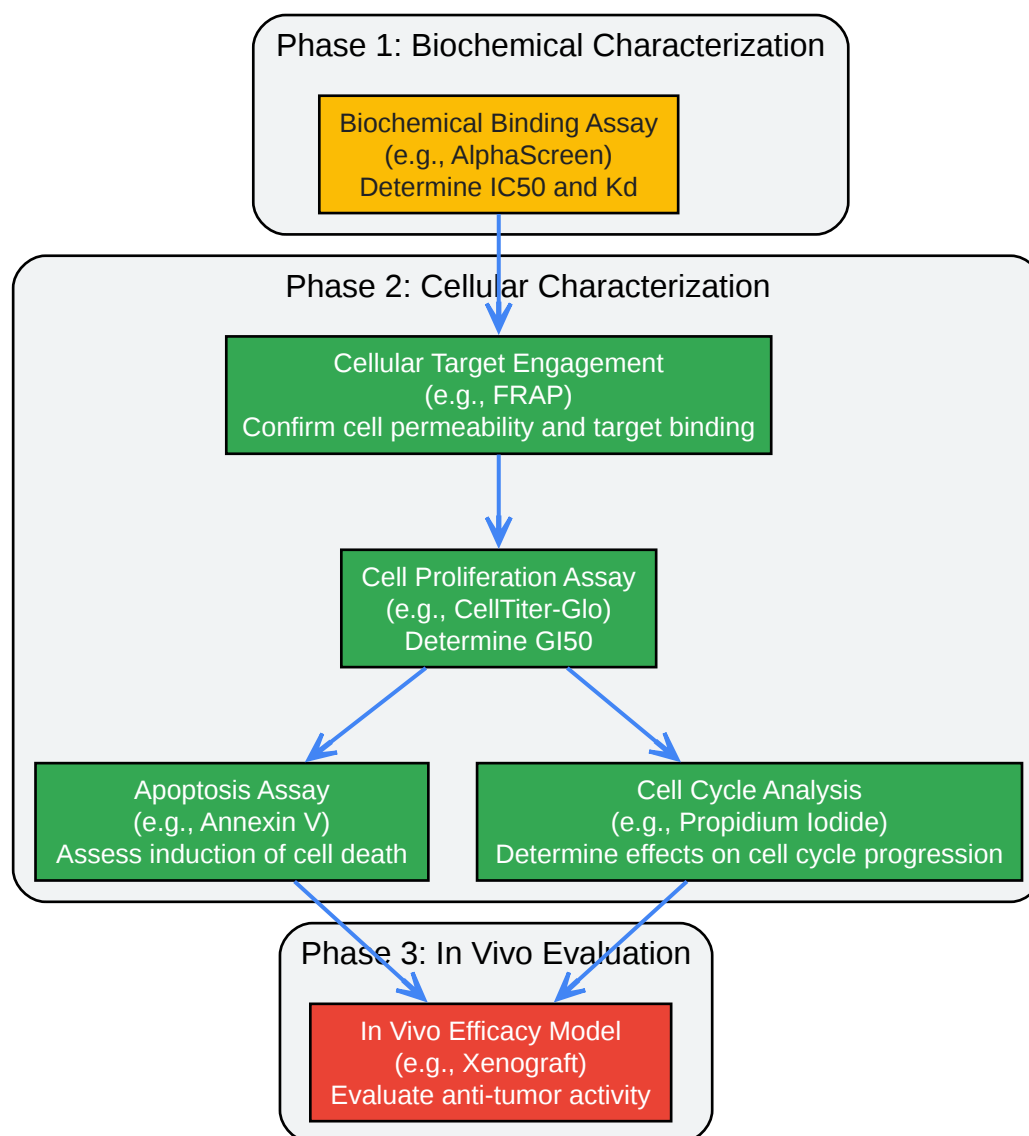 Phase 1: Biochemical Characterization
Biochemical Binding Assay
(e.g., AlphaScreen)
Determine IC50 and Kd
Phase 2: Cellular Characterization
Cellular Target Engagement
(e.g., FRAP)
Confirm cell permeability and target binding
Cell Proliferation Assay
(e.g., CellTiter-Glo)
Determine GI50
Apoptosis Assay
(e.g., Annexin V)
Assess induction of cell death
Cell Cycle Analysis
(e.g., Propidium Iodide)
Determine effects on cell cycle progression
Phase 3: In Vivo Evaluation
In Vivo Efficacy Model
(e.g., Xenograft)
Evaluate anti-tumor activity